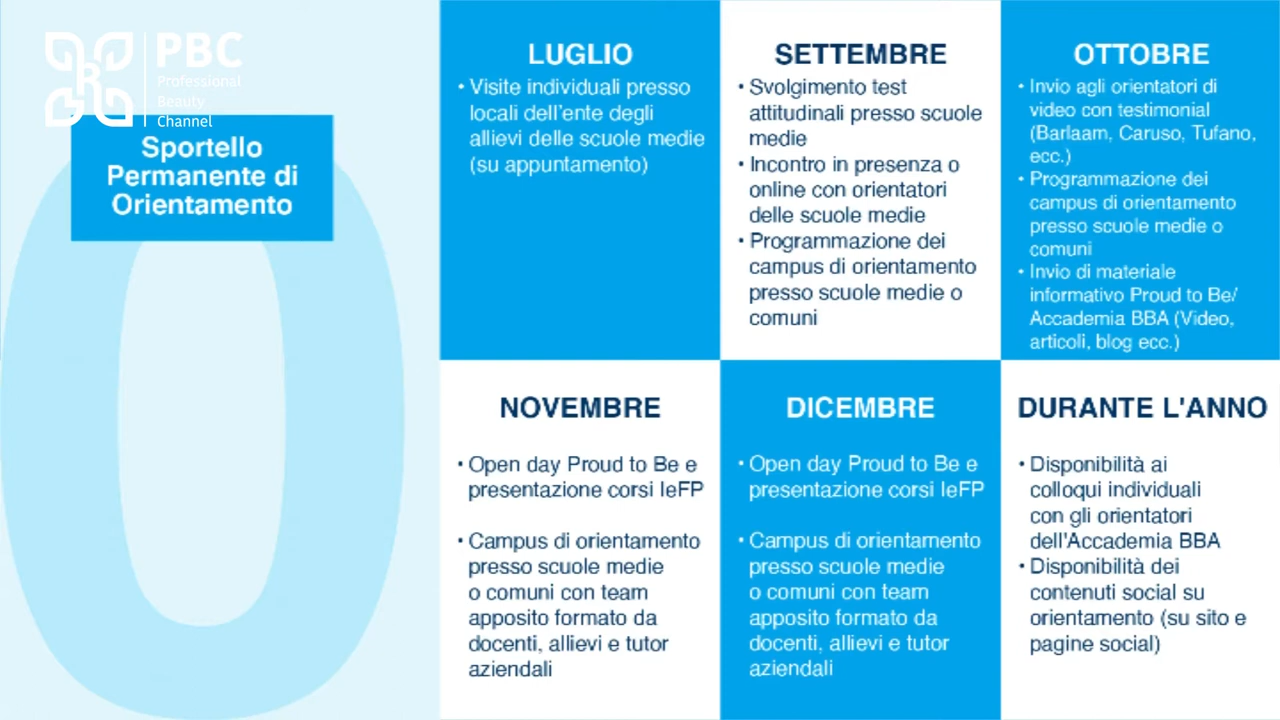 PBC
Professional
Beauty
Channel
Sportello
Permanente di
Orientamento
0
LUGLIO
• Visite individuali presso
locali dell'ente degli
allievi delle scuole medie
(su appuntamento)
SETTEMBRE
• Svolgimento test
attitudinali presso scuole
medie
• Incontro in presenza o
online con orientatori
delle scuole medie
• Programmazione dei
campus di orientamento
presso scuole medie o
comuni
OTTOBRE
• Invio agli orientatori di
video con testimonial
(Barlaam, Caruso, Tufano,
ecc.)
• Programmazione dei
campus di orientamento
presso scuole medie o
comuni
• Invio di materiale
informativo Proud to Be/
Accademia BBA (Video,
articoli, blog ecc.)
NOVEMBRE
• Open day Proud to Be e
presentazione corsi IeFP
• Campus di orientamento
presso scuole medie
o comuni con team
apposito formato da
docenti, allievi e tutor
aziendali
DICEMBRE
• Open day Proud to Be e
presentazione corsi IeFP
• Campus di orientamento
presso scuole medie
o comuni con team
apposito formato da
docenti, allievi e tutor
aziendali
DURANTE L'ANNO
• Disponibilità ai
colloqui individuali
con gli orientatori
dell'Accademia BBA
• Disponibilità dei
contenuti social su
orientamento (su sito e
pagine social)